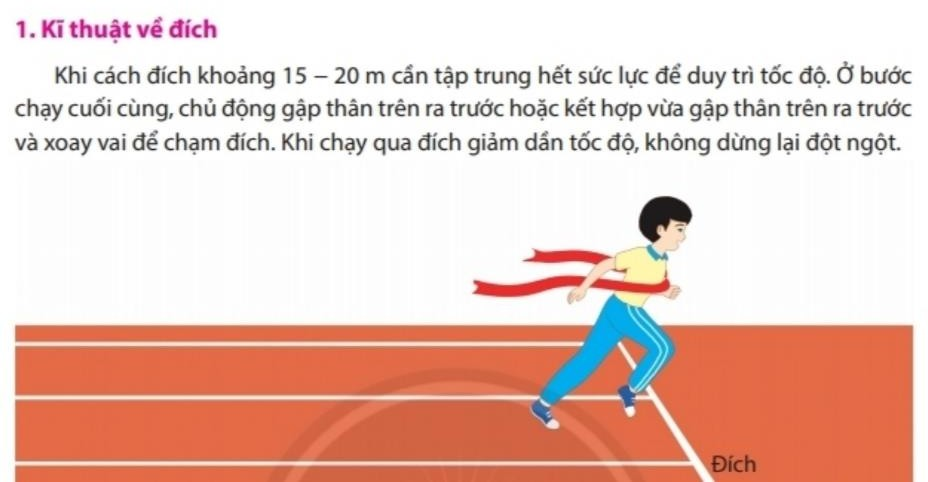 1. Kĩ thuật về đích
Khi cách đích khoảng 15 – 20 m cần tập trung hết sức lực để duy trì tốc độ. Ở bước
chạy cuối cùng, chủ động gập thân trên ra trước hoặc kết hợp vừa gập thân trên ra trước
và xoay vai để chạm đích. Khi chạy qua đích giảm dần tốc độ, không dừng lại đột ngột.
Đích